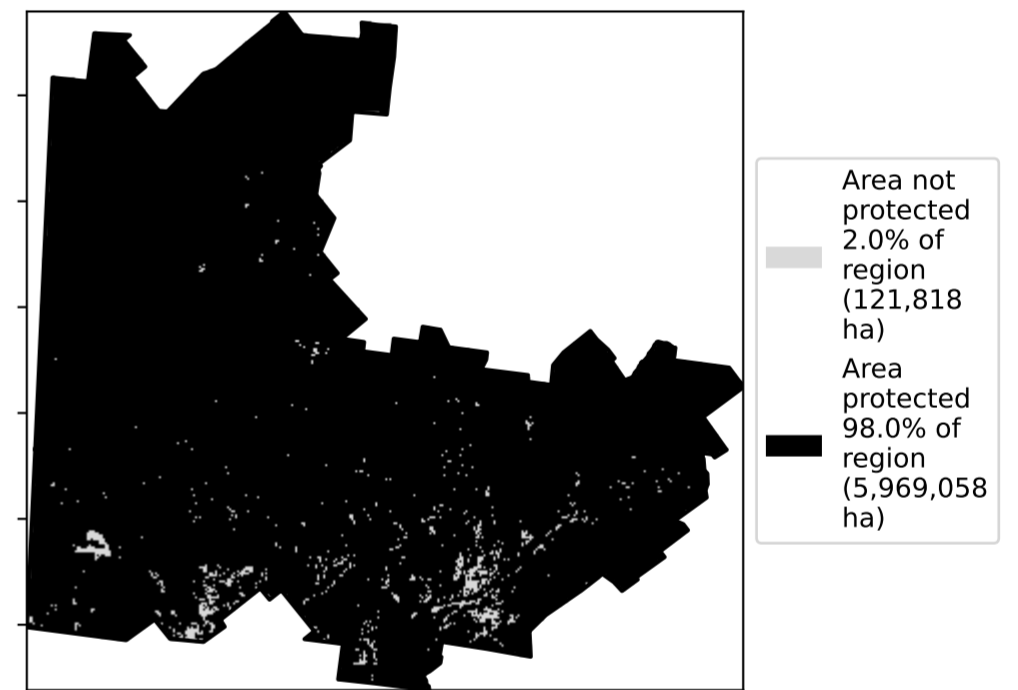 Area not
protected
2.0% of
region
(121,818
ha)
Area
protected
98.0% of
region
(5,969,058
ha)